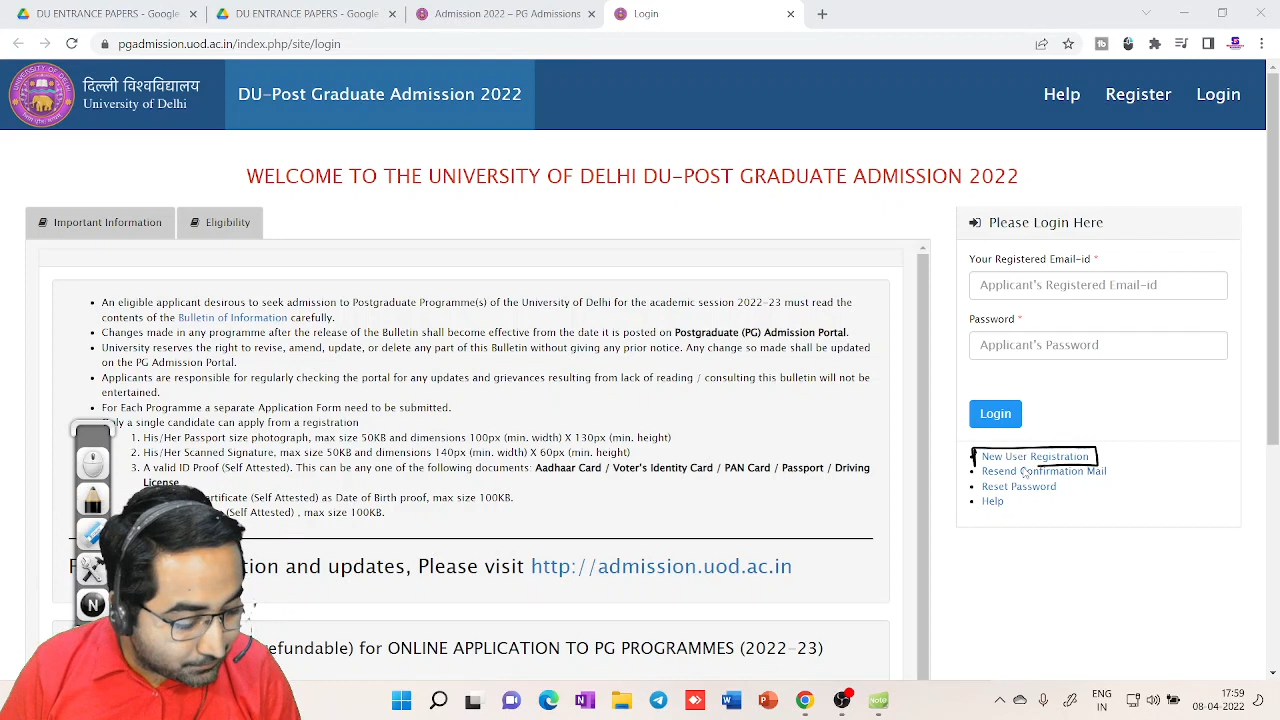 DU ENTRANCE PAPERS - Google
DU ENTRANCE PAPERS - Google
Admission 2022 – PG Admissions
Login
pgadmission.uod.ac.in/index.php/site/login
दिल्ली विश्वविद्यालय
University of Delhi
DU-Post Graduate Admission 2022
Help
Register
Login
WELCOME TO THE UNIVERSITY OF DELHI DU-POST GRADUATE ADMISSION 2022
Important Information
Eligibility
An eligible applicant desirous to seek admission to Postgraduate Programme(s) of the University of Delhi for the academic session 2022-23 must read the
contents of the Bulletin of Information carefully.
Changes made in any programme after the release of the Bulletin shall become effective from the date it is posted on Postgraduate (PG) Admission Portal.
University reserves the right to revise, amend, update, or delete any part of this Bulletin without giving any prior notice. Any change so made shall be updated
on the PG Admission Portal.
Applicants are responsible for regularly checking the portal for any updates and grievances resulting from lack of reading / consulting this bulletin will not be
entertained.
For Each Programme a separate Application Form need to be submitted.
a single candidate can apply from a registration
1. His/Her Passport size photograph, max size 50KB and dimensions 100px (min. width) X 130px (min. height)
2. His/Her Scanned Signature, max size 50KB and dimensions 140px (min. width) X 60px (min. height)
3. A valid ID Proof (Self Attested). This can be one of the following documents: Aadhaar Card / Voter's Identity Card / PAN Card / Passport / Driving
License
(Self Attested) as Date of Birth proof, max size 100KB.
(Self Attested) , max size 100KB.
and updates, Please visit http://admission.uod.ac.in
for ONLINE APPLICATION TO PG PROGRAMMES (2022-23)
Please Login Here
Your Registered Email-id *
Applicant's Registered Email-id
Password *
Applicant's Password
Login
New User Registration
Resend Confirmation Mail
Reset Password
Help
N
ENG
IN
17:59
08-04-2022